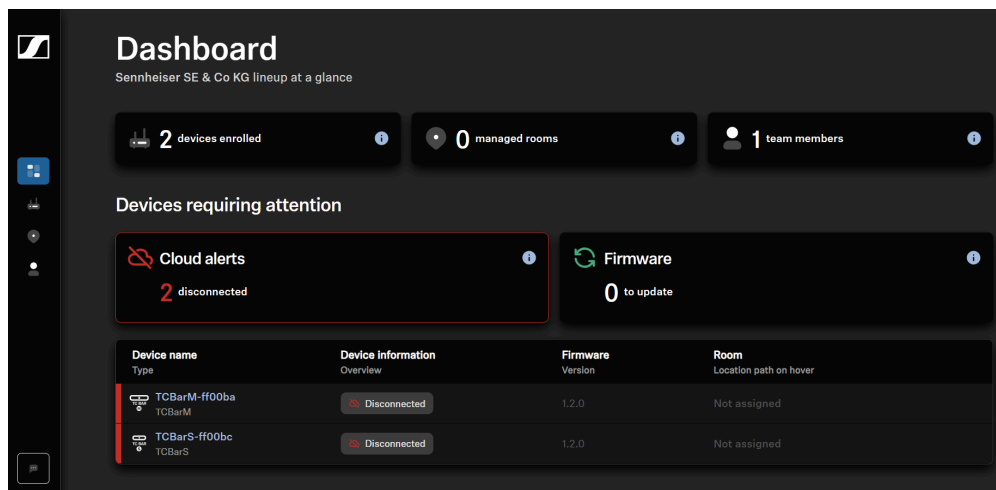 Dashboard
Sennheiser SE & Co KG lineup at a glance
2 devices enrolled
0 managed rooms
1 team members
Devices requiring attention
Cloud alerts
2 disconnected
Firmware
0 to update
Device name
Type
Device information
Overview
Firmware
Version
Room
Location path on hover
TCBarM-ff00ba
TCBarM
Disconnected
1.2.0
Not assigned
TCBarS-ff00bc
TCBarS
Disconnected
1.2.0
Not assigned